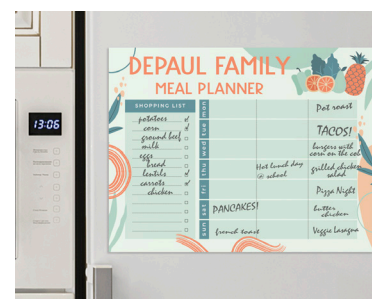 13:06
DEPAUL FAMILY
MEAL PLANNER
SHOPPING LIST
potatoes
corn
ground beef
milk
eggs
bread
lentils
carrots
chicken
mon
Pot roast
tue
TACOS!
wed
burgers with
corn on the cob
thu
Hot lunch day
@ school
grilled chicken
salad
fri
Pizza Night
sat
PANCAKES!
butter
chicken
sun
french toast
Veggie lasagna